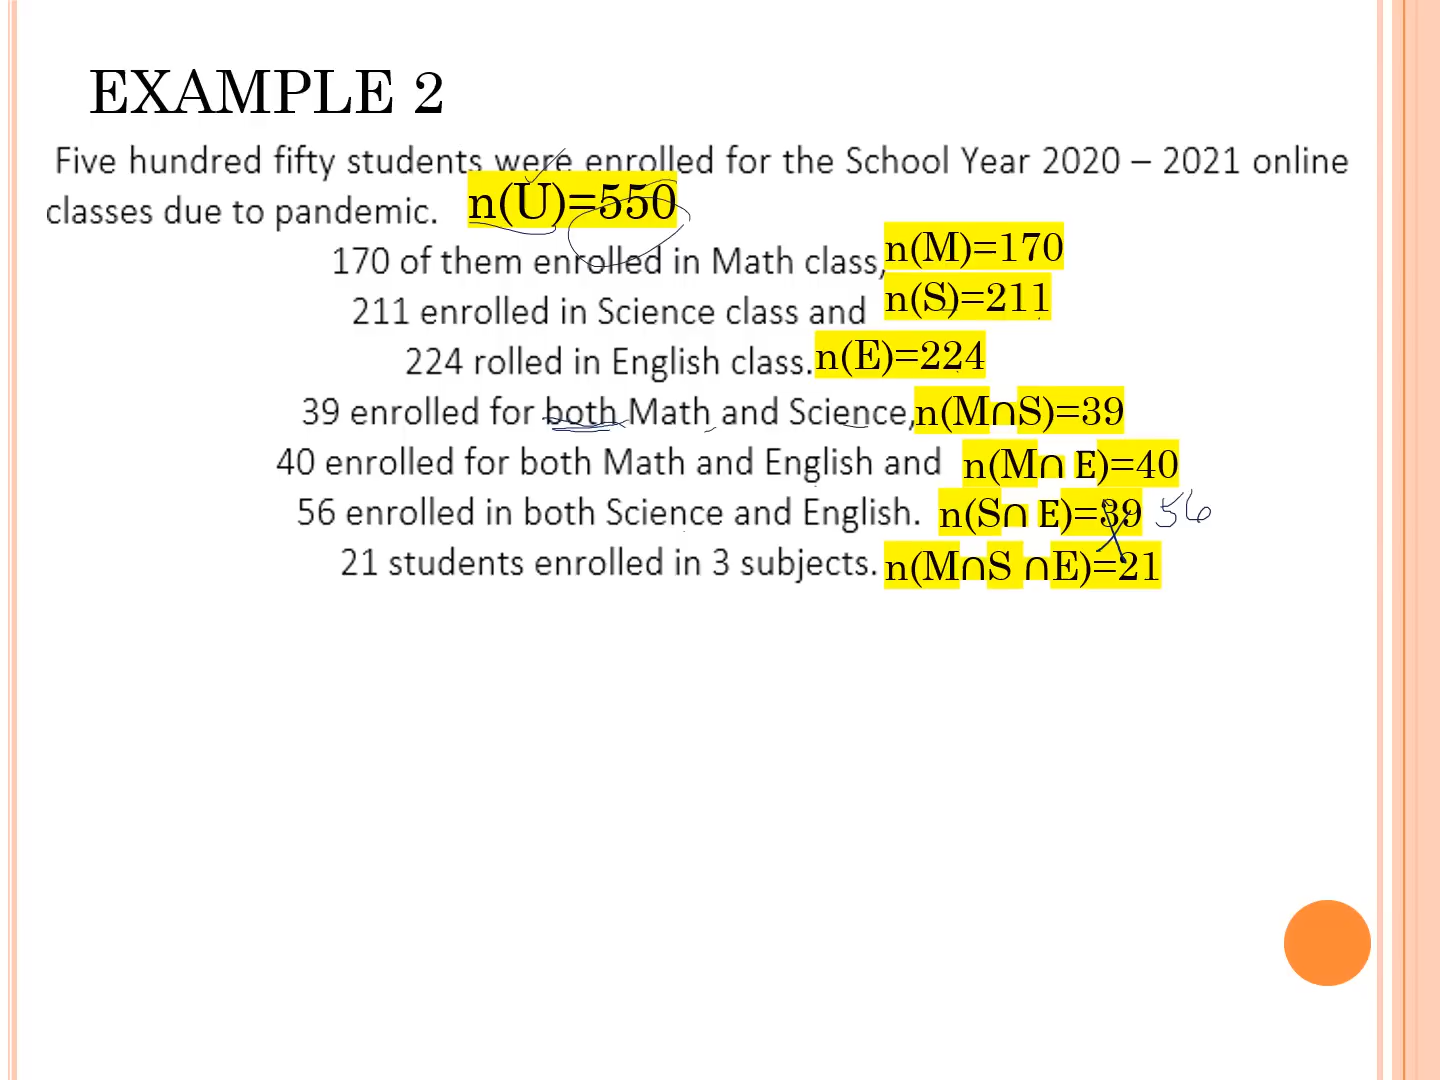 EXAMPLE 2
Five hundred fifty students were enrolled for the School Year 2020 – 2021 online
classes due to pandemic. n(U)=550
170 of them enrolled in Math class, n(M)=170
211 enrolled in Science class and n(S)=211
224 rolled in English class. n(E)=224
39 enrolled for both Math and Science, n(M∩S)=39
40 enrolled for both Math and English and n(M∩ E)=40
56 enrolled in both Science and English. n(S∩ E)=39 56
21 students enrolled in 3 subjects. n(M∩S ∩E)=21